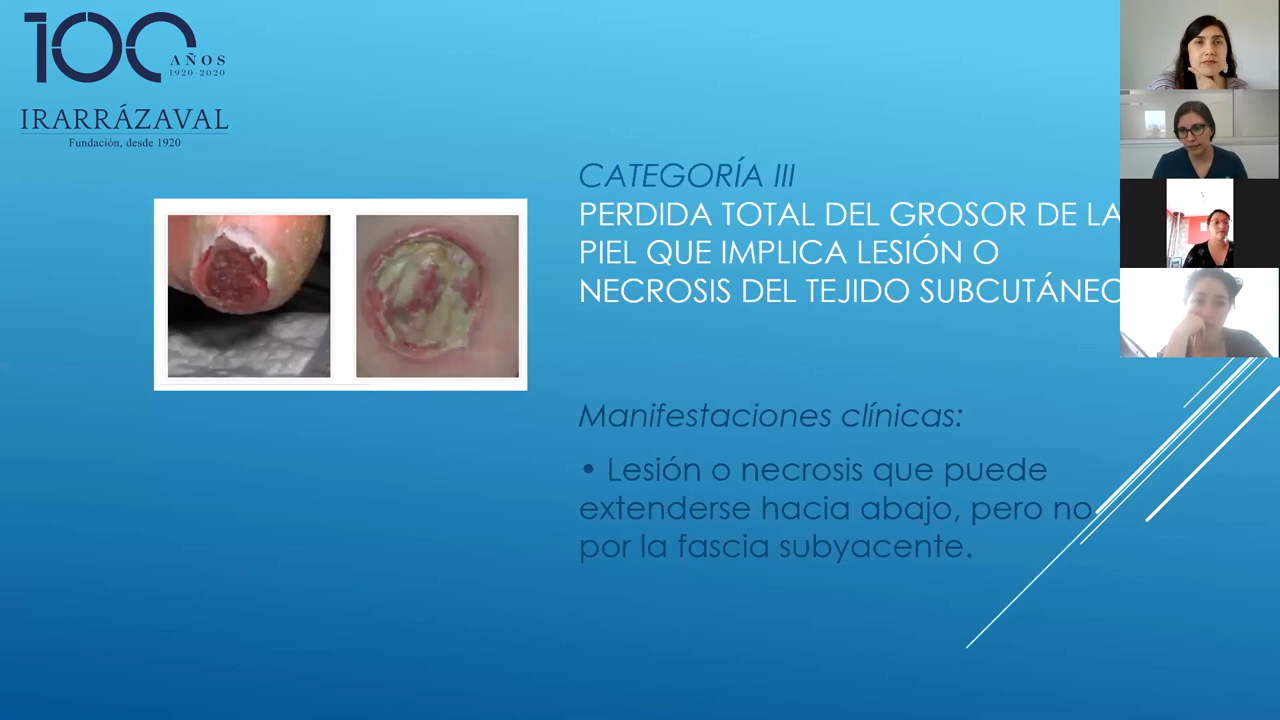 100
AÑOS
1920-2020
IRARRÁZAVAL
Fundación, desde 1920
CATEGORÍA III
PERDIDA TOTAL DEL GROSOR DE LA
PIEL QUE IMPLICA LESIÓN O
NECROSIS DEL TEJIDO SUBCUTÁNEO
Manifestaciones clínicas:
• Lesión o necrosis que puede
extenderse hacia abajo, pero no
por la fascia subyacente.